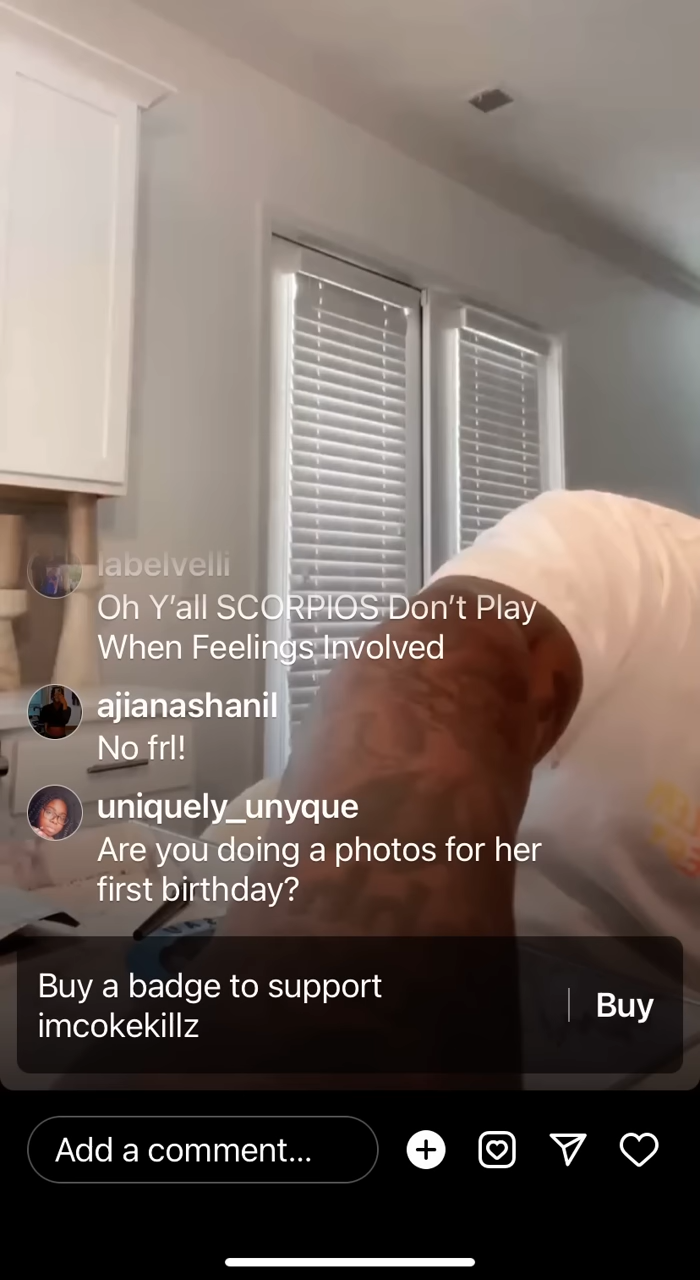 labelvelli
Oh Y’all SCORPIOS Don’t Play
When Feelings Involved
ajianashanil
No frl!
uniquely_unyque
Are you doing a photos for her
first birthday?
Buy a badge to support
imcokekillz
Buy
Add a comment...